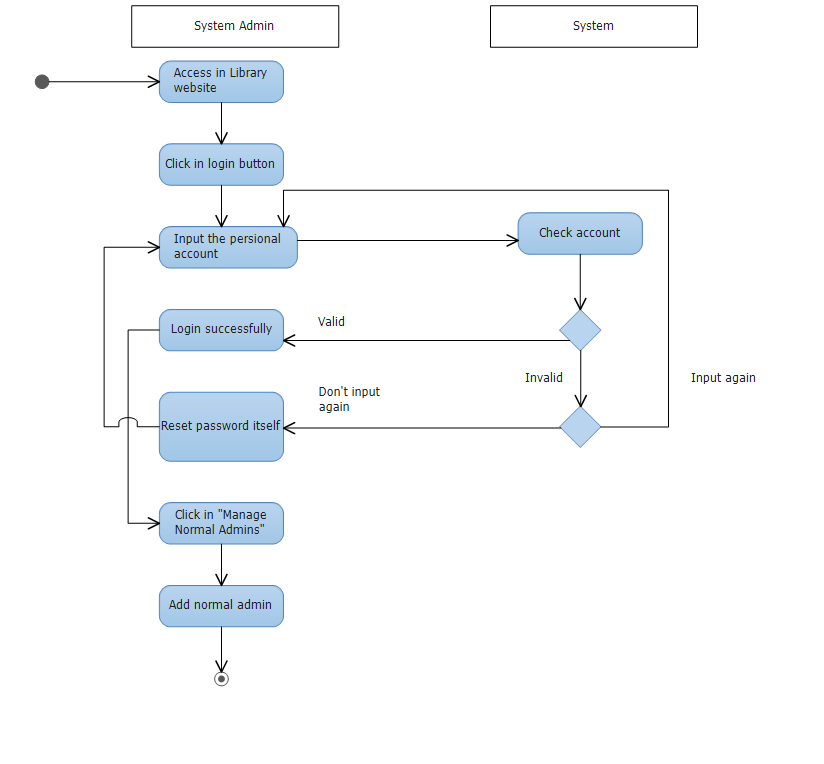 System Admin
System
Access in Library
website
Click in login button
Input the persional
account
Check account
Login successfully
Valid
Invalid
Input again
Don't input
again
Reset password itself
Click in "Manage
Normal Admins"
Add normal admin